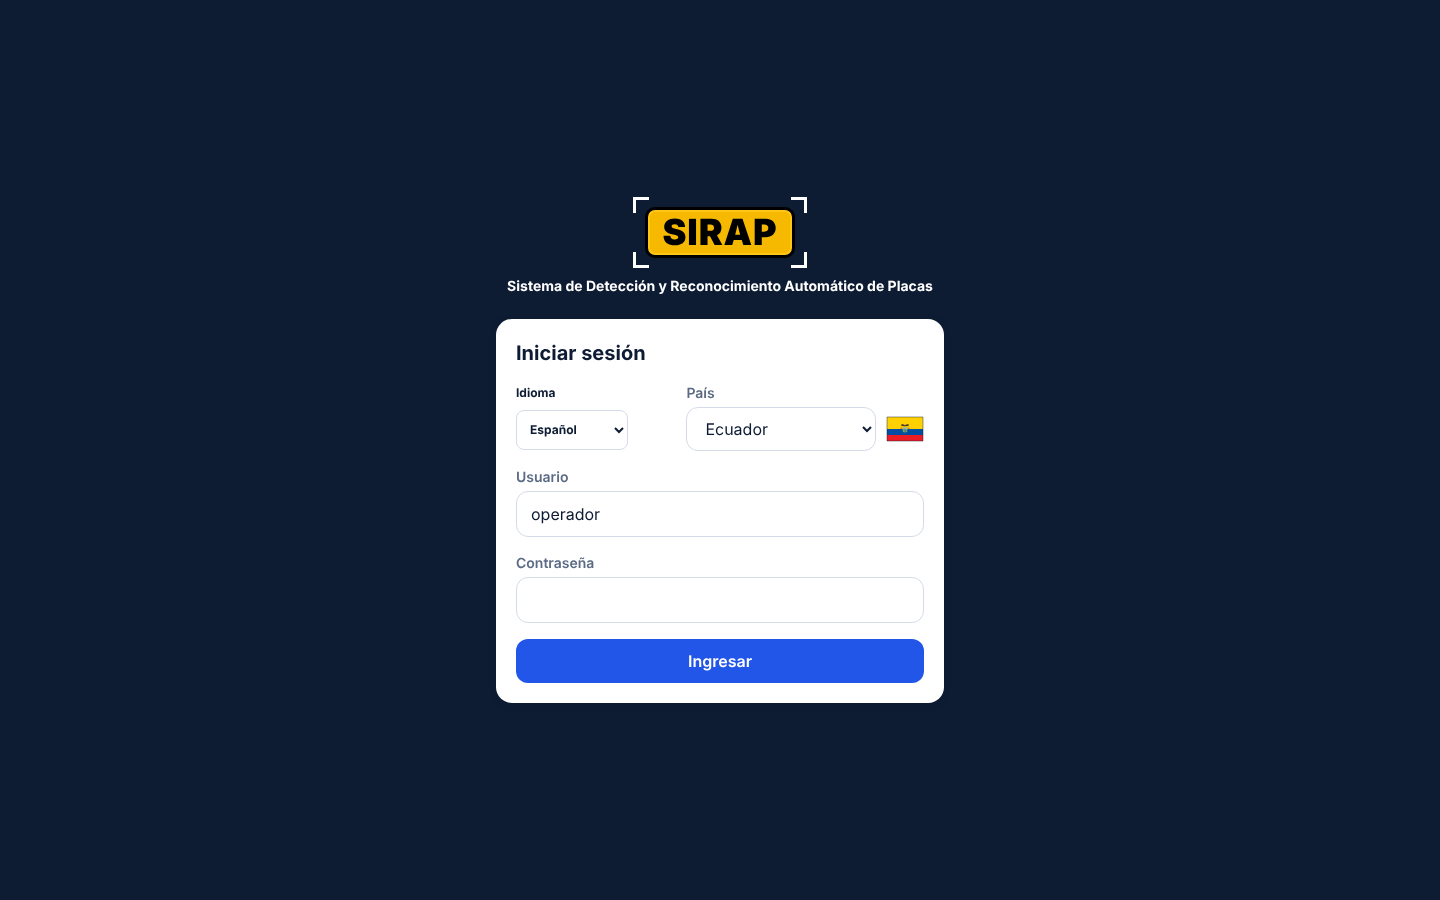 SIRAP
Sistema de Detección y Reconocimiento Automático de Placas
Iniciar sesión
Idioma
País
Español
Ecuador
Usuario
operador
Contraseña
Ingresar